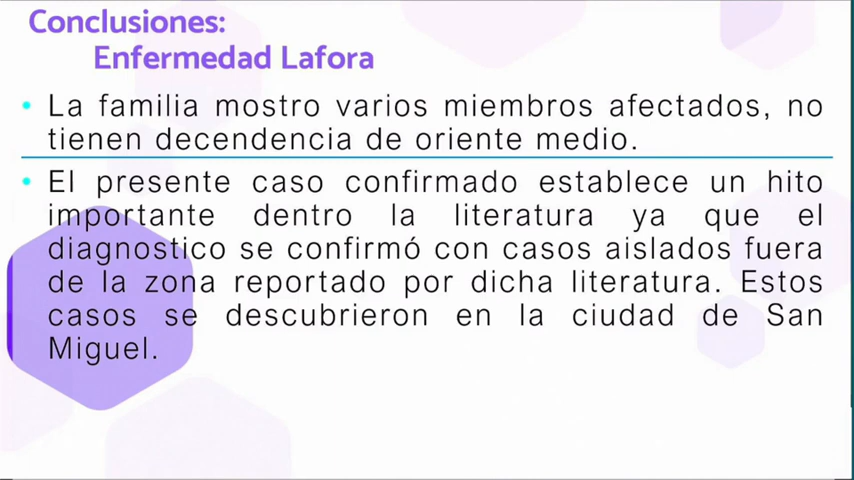 Conclusiones:
Enfermedad Lafora
• La familia mostro varios miembros afectados, no
tienen decendencia de oriente medio.
• El presente caso confirmado establece un hito
importante dentro la literatura ya que el
diagnostico se confirmó con casos aislados fuera
de la zona reportado por dicha literatura. Estos
casos se descubrieron en la ciudad de San
Miguel.